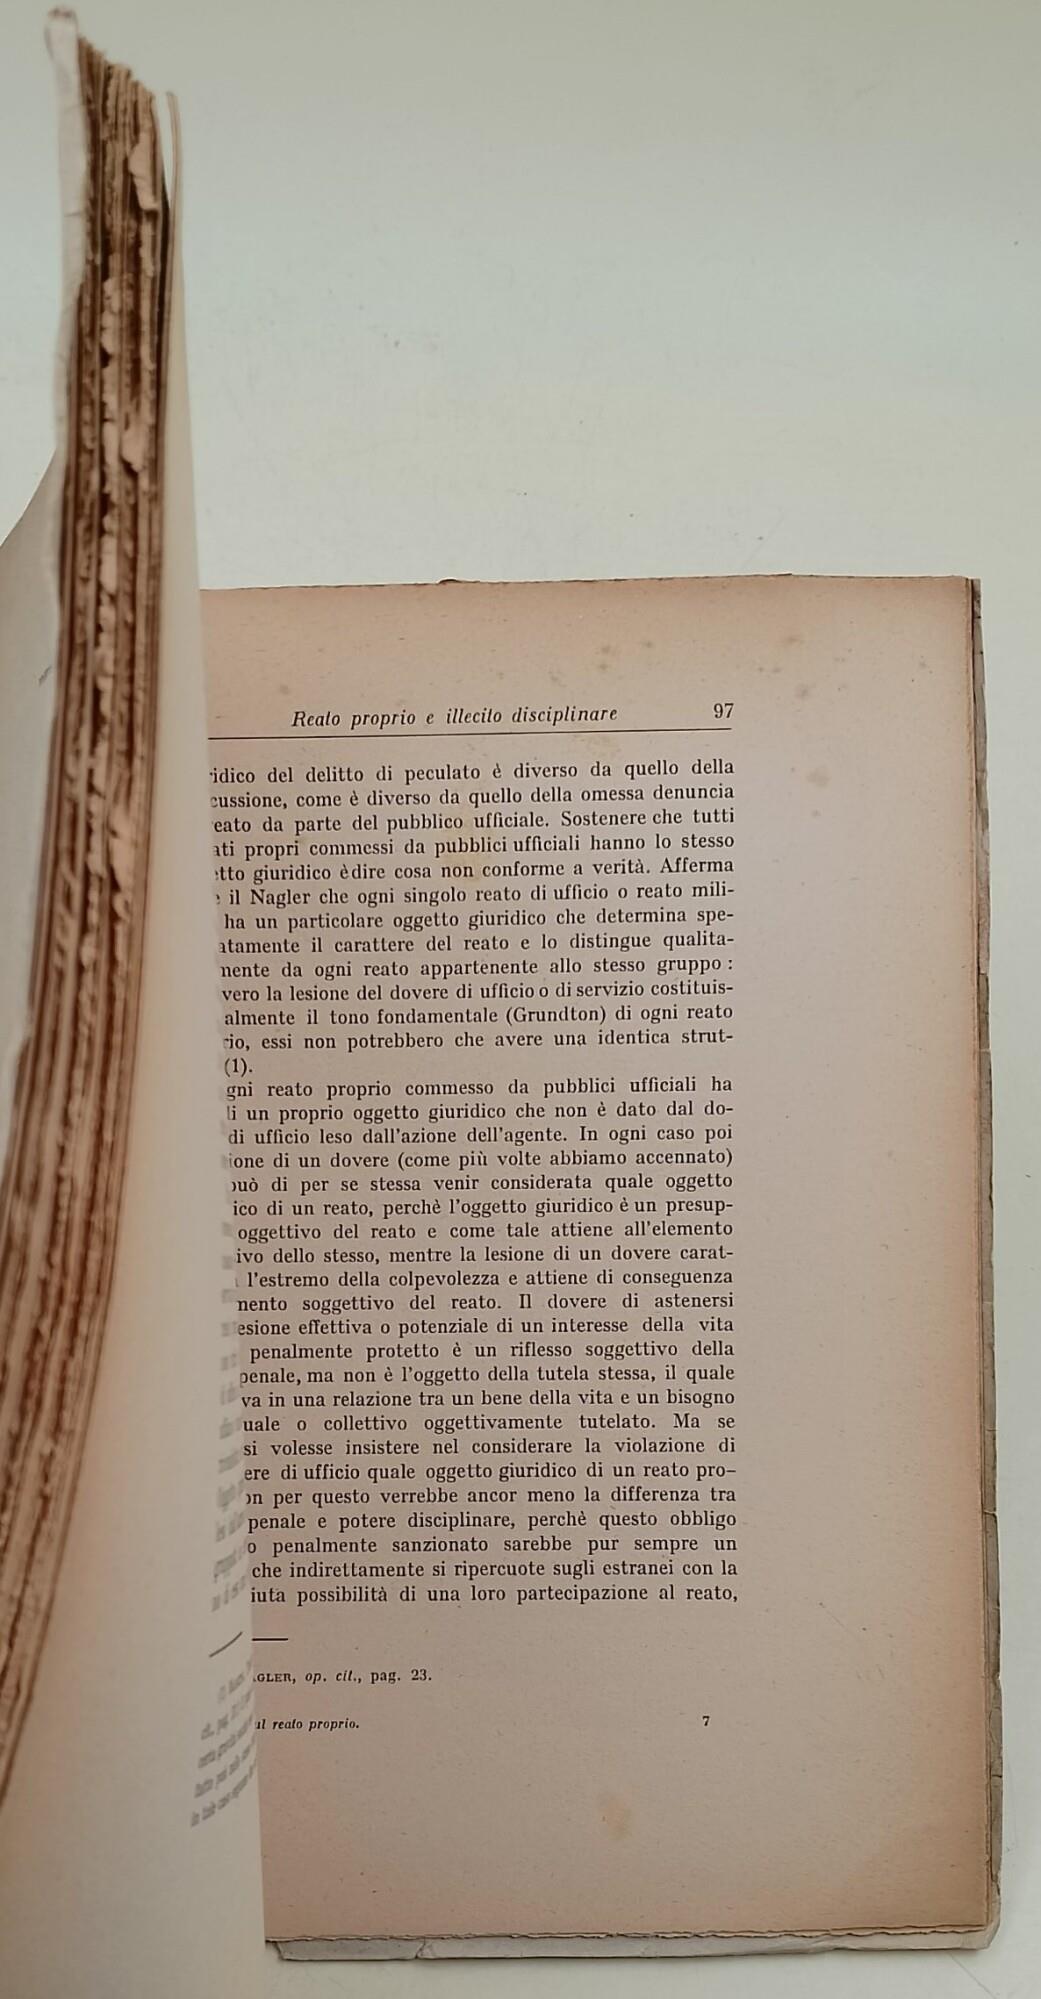 Reato proprio e illecito disciplinare 97
del delitto di peculato è diverso da quello della
come è diverso da quello della omessa denuncia
da parte del pubblico ufficiale. Sostenere che tutti
propri commessi da pubblici ufficiali hanno lo stesso
giuridico è dire cosa non conforme a verità. Afferma
il Nagler che ogni singolo reato di ufficio o reato mili-
ha un particolare oggetto giuridico che determina spe-
il carattere del reato e lo distingue qualita-
da ogni reato appartenente allo stesso gruppo :
vero la lesione del dovere di ufficio o di servizio costituis-
almente il tono fondamentale (Grundton) di ogni reato
essi non potrebbero che avere una identica strut-
(1).
gni reato proprio commesso da pubblici ufficiali ha
un proprio oggetto giuridico che non è dato dal do-
di ufficio leso dall'azione dell'agente. In ogni caso poi
ione di un dovere (come più volte abbiamo accennato)
può di per se stessa venir considerata quale oggetto
ico di un reato, perchè l'oggetto giuridico è un presup-
oggettivo del reato e come tale attiene all'elemento
ivo dello stesso, mentre la lesione di un dovere carat-
l'estremo della colpevolezza e attiene di conseguenza
mento soggettivo del reato. Il dovere di astenersi
esione effettiva o potenziale di un interesse della vita
penalmente protetto è un riflesso soggettivo della
penale, ma non è l'oggetto della tutela stessa, il quale
va in una relazione tra un bene della vita e un bisogno
uale o collettivo oggettivamente tutelato. Ma se
si volesse insistere nel considerare la violazione di
ere di ufficio quale oggetto giuridico di un reato pro-
on per questo verrebbe ancor meno la differenza tra
penale e potere disciplinare, perchè questo obbligo
o penalmente sanzionato sarebbe pur sempre un
che indirettamente si ripercuote sugli estranei con la
iuta possibilità di una loro partecipazione al reato,
GLER, op. cit., pag. 23.
ul reato proprio. 7